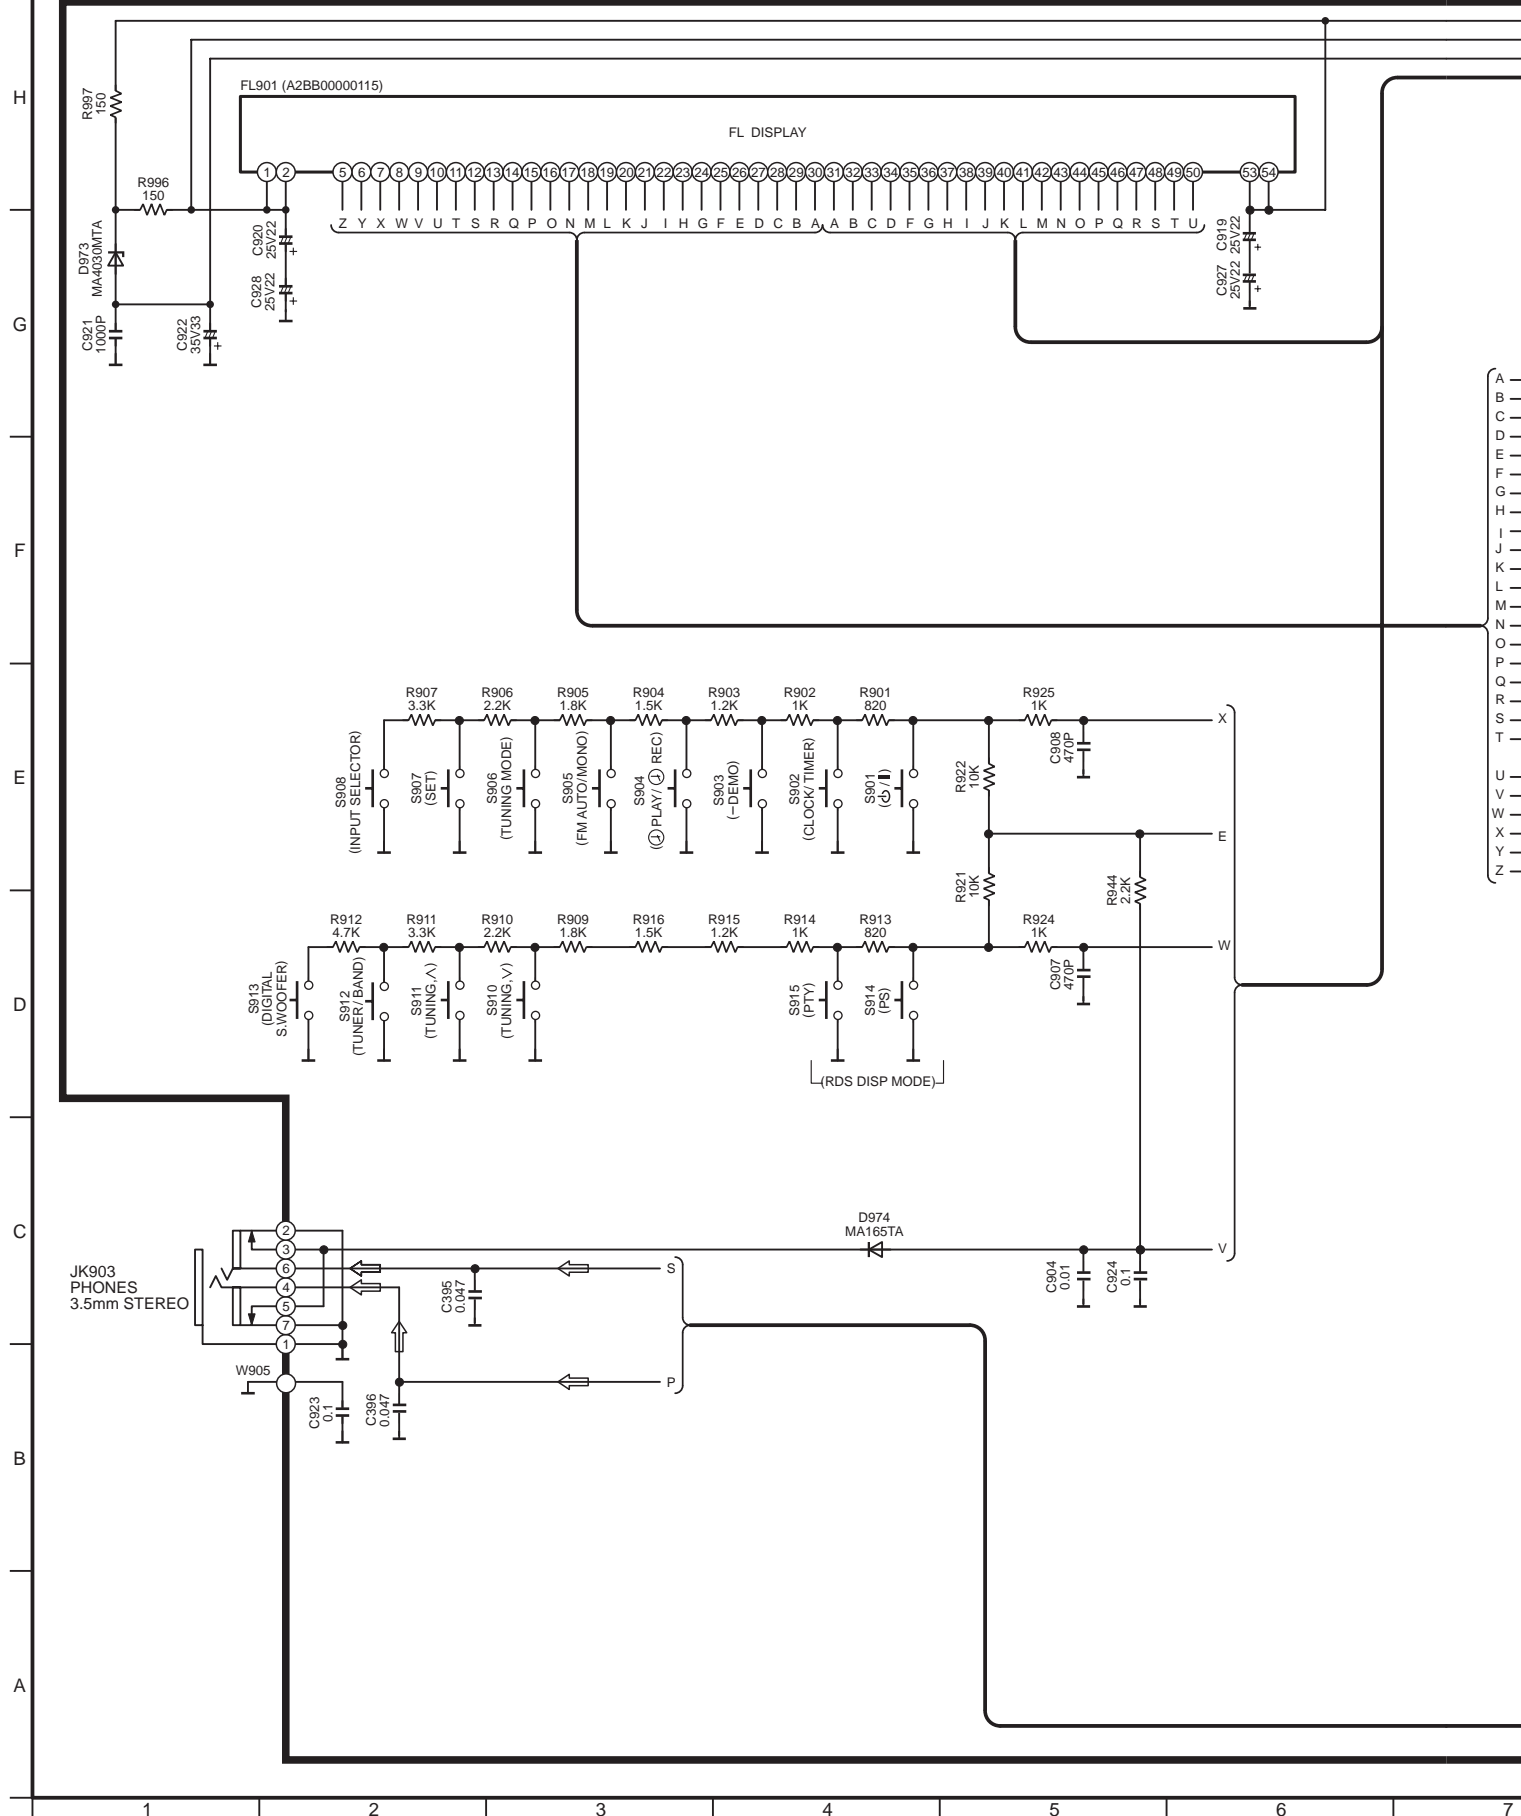 H
G
F
E
D
C
B
A
1 2 3 4 5 6 7
R997
150
R996
150
D973
MA4030MTA
C921
1000P
C922
35V33
+
C920
25V22
+
C928
25V22
+
FL901 (A2BB00000115)
FL DISPLAY
1 2 5 6 7 8 9 10 11 12 13 14 15 16 17 18 19 20 21 22 23 24 25 26 27 28 29 30 31 32 33 34 35 36 37 38 39 40 41 42 43 44 45 46 47 48 49 50 53 54
Z Y X W V U T S R Q P O N M L K J I H G F E D C B A A B C D F G H I J K L M N O P Q R S T U
C919
25V22
+
C927
25V22
+
A
B
C
D
E
F
G
H
I
J
K
L
M
N
O
P
Q
R
S
T
U
V
W
X
Y
Z
R907
3.3K
R906
2.2K
R905
1.8K
R904
1.5K
R903
1.2K
R902
1K
R901
820
R925
1K
X
S908
(INPUT SELECTOR)
S907
(SET)
S906
(TUNING MODE)
S905
(FM AUTO/MONO)
S904
(⏲ PLAY/ ⏲ REC)
S903
(–DEMO)
S902
(CLOCK/ TIMER)
S901
(⏻/I)
R922
10K
C908
470P
E
R921
10K
R944
2.2K
R912
4.7K
R911
3.3K
R910
2.2K
R909
1.8K
R916
1.5K
R915
1.2K
R914
1K
R913
820
R924
1K
W
S913
(DIGITAL
S.WOOFER)
S912
(TUNER/ BAND)
S911
(TUNING,∧)
S910
(TUNING,∨)
S915
(PTY)
S914
(PS)
C907
470P
(RDS DISP MODE)
D974
MA165TA
V
JK903
PHONES
3.5mm STEREO
2
3
6
4
5
7
1
W905
C923
0.1
C396
0.047
C395
0.047
S
P
C904
0.01
C924
0.1